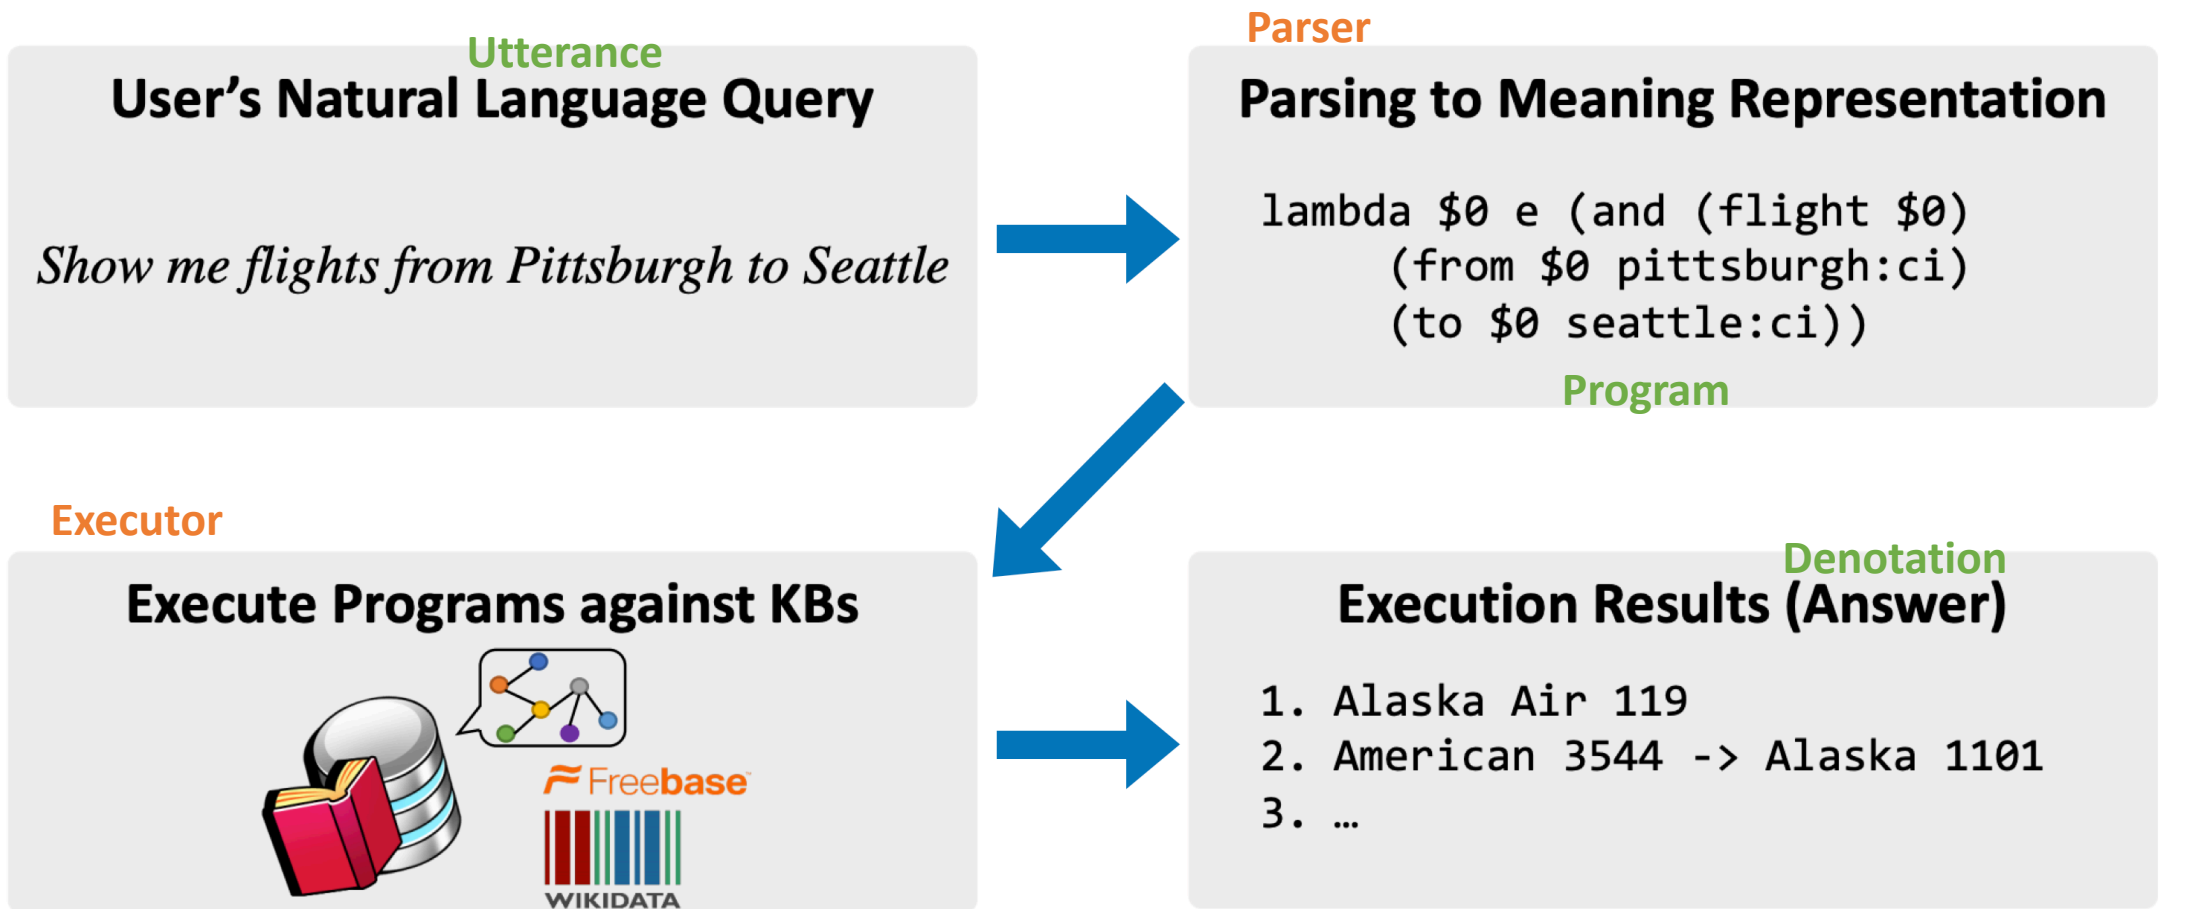 Utterance
User's Natural Language Query
Show me flights from Pittsburgh to Seattle
Parser
Parsing to Meaning Representation
lambda $0 e (and (flight $0)
(from $0 pittsburgh:ci)
(to $0 seattle:ci))
Program
Executor
Execute Programs against KBs
Freebase
WIKIDATA
Denotation
Execution Results (Answer)
1. Alaska Air 119
2. American 3544 -> Alaska 1101
3. …